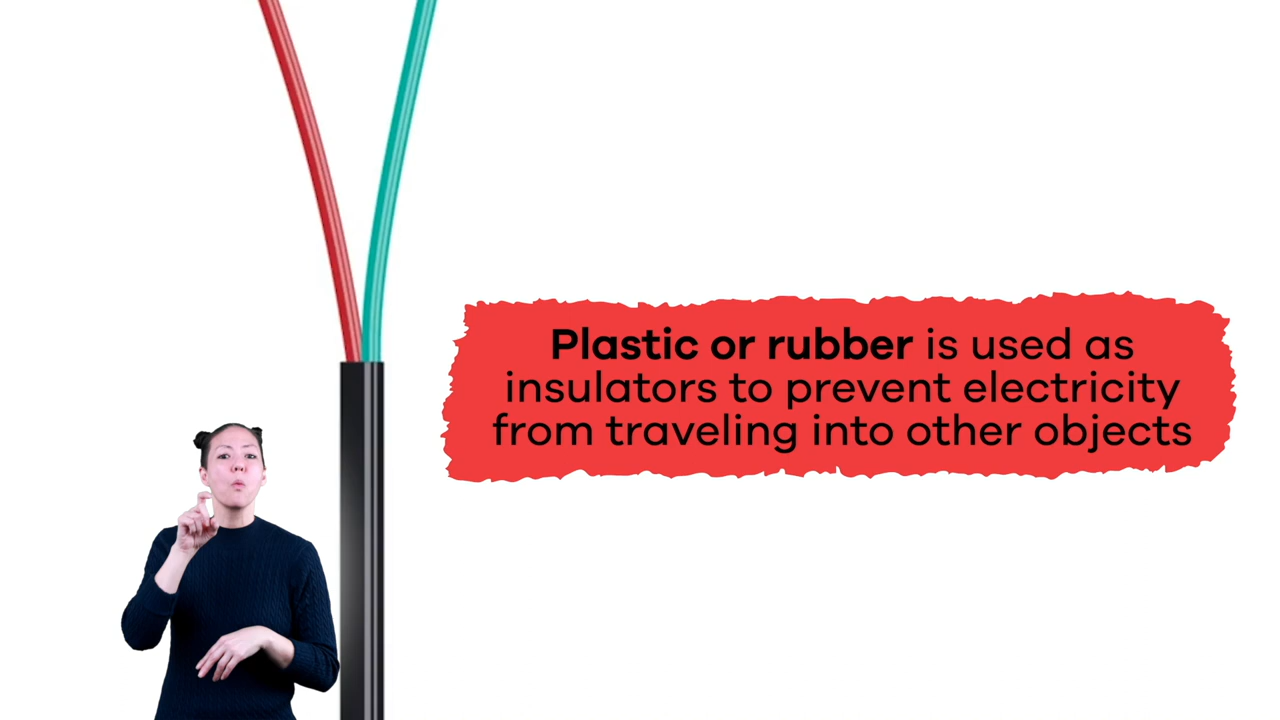 Plastic or rubber is used as
insulators to prevent electricity
from traveling into other objects